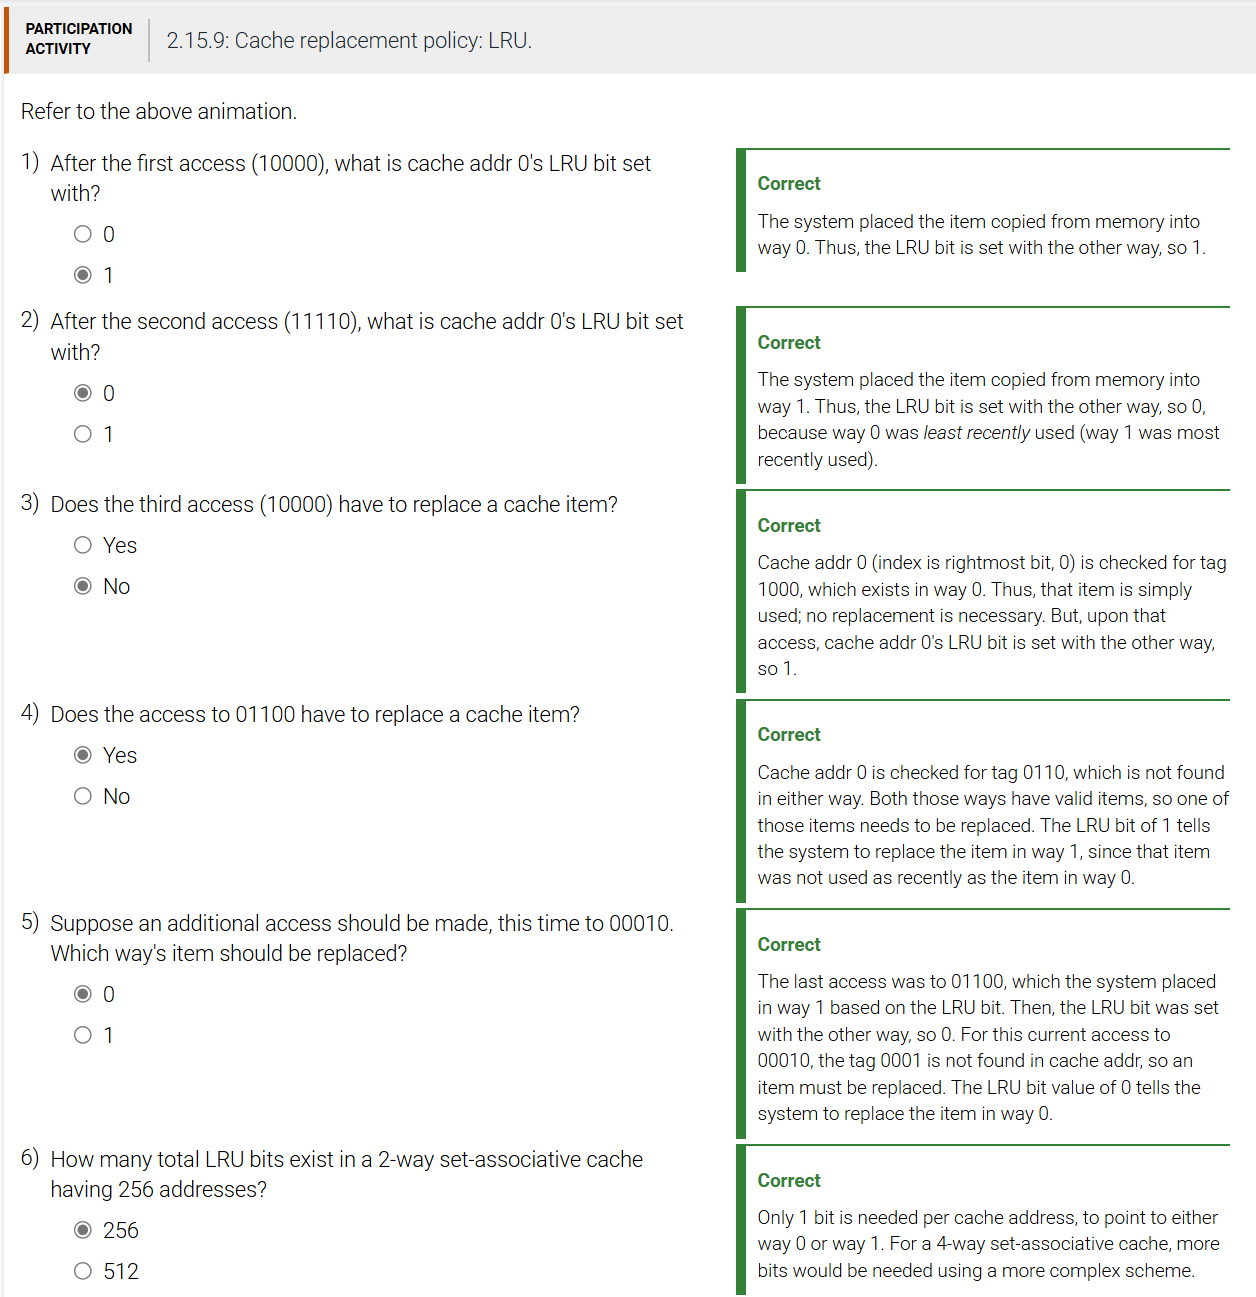 PARTICIPATION
ACTIVITY
2.15.9: Cache replacement policy: LRU.
Refer to the above animation.
1) After the first access (10000), what is cache addr 0's LRU bit set
with?
0
1
Correct
The system placed the item copied from memory into
way 0. Thus, the LRU bit is set with the other way, so 1.
2) After the second access (11110), what is cache addr 0's LRU bit set
with?
0
1
Correct
The system placed the item copied from memory into
way 1. Thus, the LRU bit is set with the other way, so 0,
because way 0 was least recently used (way 1 was most
recently used).
3) Does the third access (10000) have to replace a cache item?
Yes
No
Correct
Cache addr 0 (index is rightmost bit, 0) is checked for tag
1000, which exists in way 0. Thus, that item is simply
used; no replacement is necessary. But, upon that
access, cache addr 0's LRU bit is set with the other way,
so 1.
4) Does the access to 01100 have to replace a cache item?
Yes
No
Correct
Cache addr 0 is checked for tag 0110, which is not found
in either way. Both those ways have valid items, so one of
those items needs to be replaced. The LRU bit of 1 tells
the system to replace the item in way 1, since that item
was not used as recently as the item in way 0.
5) Suppose an additional access should be made, this time to 00010.
Which way's item should be replaced?
0
1
Correct
The last access was to 01100, which the system placed
in way 1 based on the LRU bit. Then, the LRU bit was set
with the other way, so 0. For this current access to
00010, the tag 0001 is not found in cache addr, so an
item must be replaced. The LRU bit value of 0 tells the
system to replace the item in way 0.
6) How many total LRU bits exist in a 2-way set-associative cache
having 256 addresses?
256
512
Correct
Only 1 bit is needed per cache address, to point to either
way 0 or way 1. For a 4-way set-associative cache, more
bits would be needed using a more complex scheme.